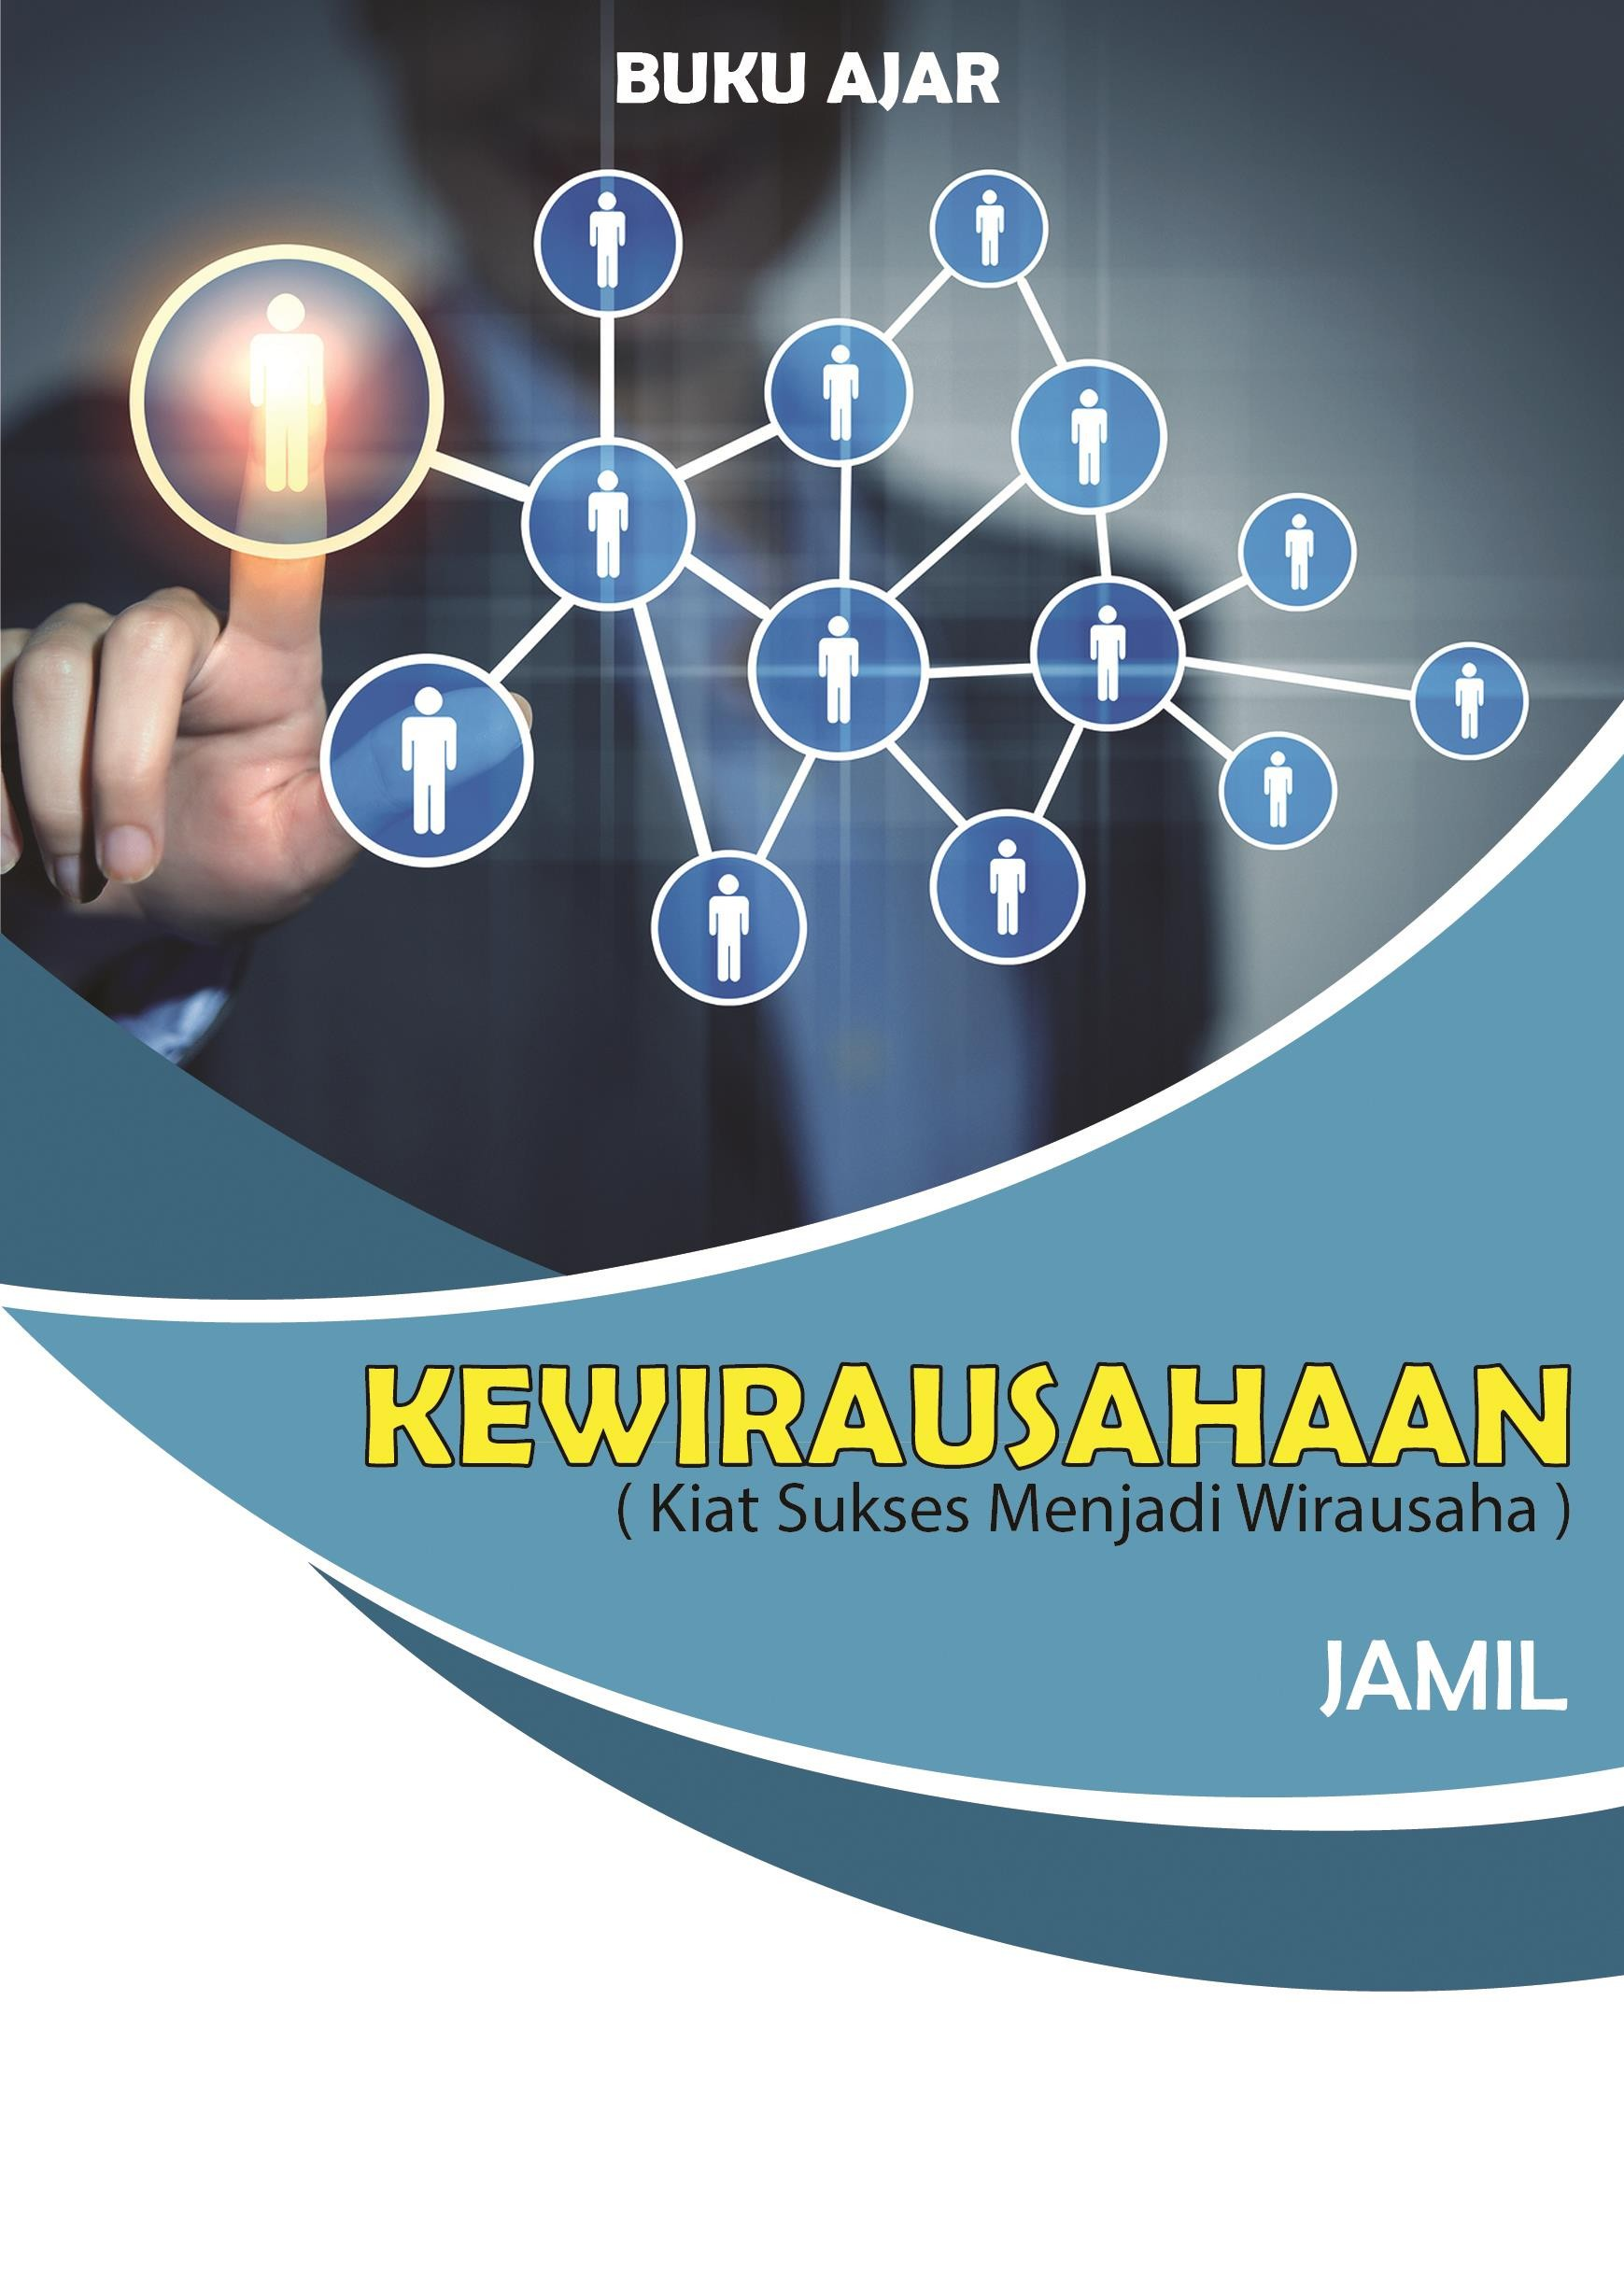 BUKU AJAR
KEWIRAUSAHAAN
( Kiat Sukses Menjadi Wirausaha )
JAMIL